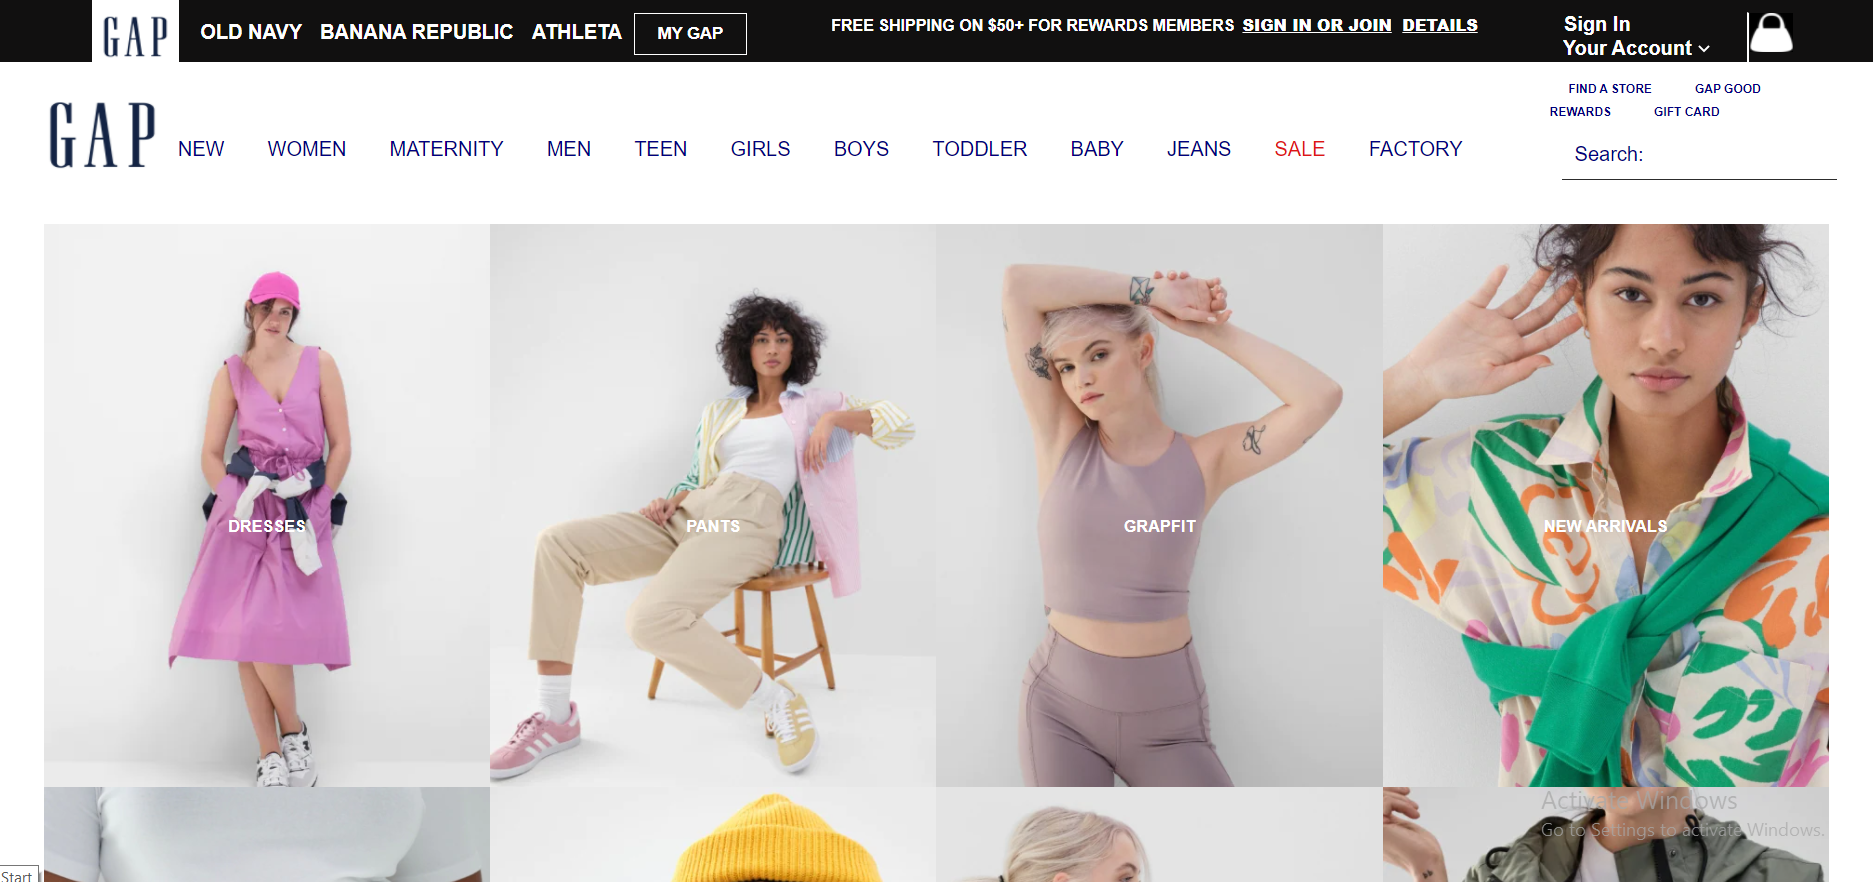 GAP
OLD NAVY BANANA REPUBLIC ATHLETA MY GAP
FREE SHIPPING ON $50+ FOR REWARDS MEMBERS SIGN IN OR JOIN DETAILS
Sign In
Your Account
FIND A STORE GAP GOOD
REWARDS GIFT CARD
GAP
NEW WOMEN MATERNITY MEN TEEN GIRLS BOYS TODDLER BABY JEANS SALE FACTORY
Search:
DRESSES
PANTS
GRAPFIT
NEW ARRIVALS
Activate Windows
Go to Settings to activate Windows.
Start